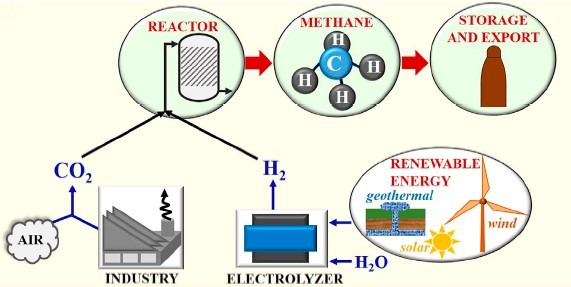 REACTOR
METHANE
H
H
C
H
H
STORAGE
AND EXPORT
CO₂
H₂
AIR
INDUSTRY
ELECTROLYZER
H₂O
RENEWABLE
ENERGY
geothermal
wind
solar